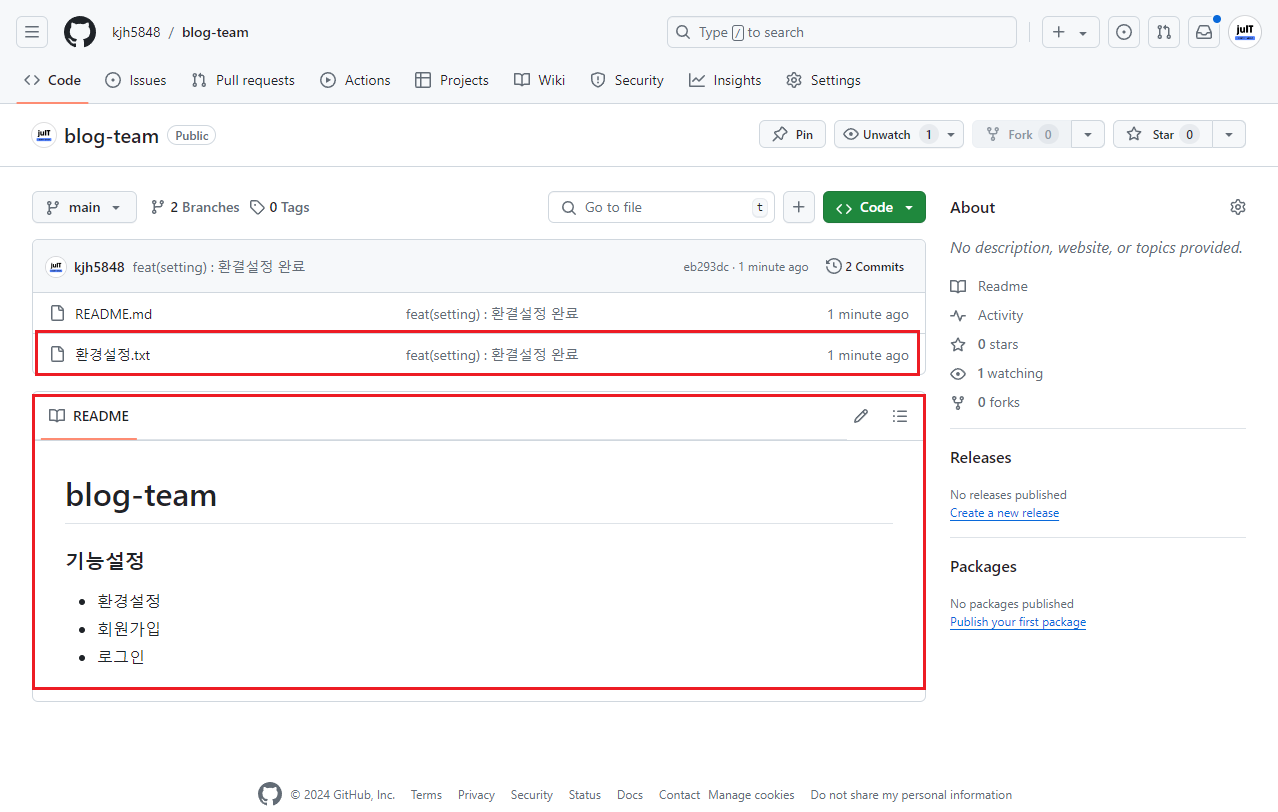 kjh5848 / blog-team
Type / to search
Code Issues Pull requests Actions Projects Wiki Security Insights Settings
juIT blog-team Public
Pin Unwatch 1 Fork 0 Star 0
main 2 Branches 0 Tags
Go to file t + Code
juIT kjh5848 feat(setting) : 환결설정 완료 eb293dc · 1 minute ago 2 Commits
README.md feat(setting) : 환결설정 완료 1 minute ago
환경설정.txt feat(setting) : 환결설정 완료 1 minute ago
README
blog-team
기능설정
환경설정
회원가입
로그인
About
No description, website, or topics provided.
Readme
Activity
0 stars
1 watching
0 forks
Releases
No releases published
Create a new release
Packages
No packages published
Publish your first package
© 2024 GitHub, Inc. Terms Privacy Security Status Docs Contact Manage cookies Do not share my personal information